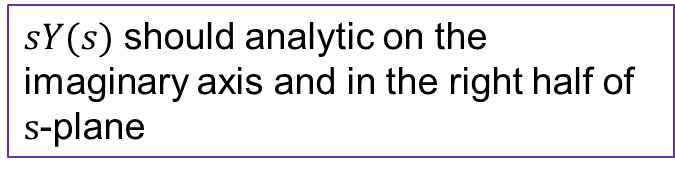 sY(s) should analytic on the
imaginary axis and in the right half of
s-plane